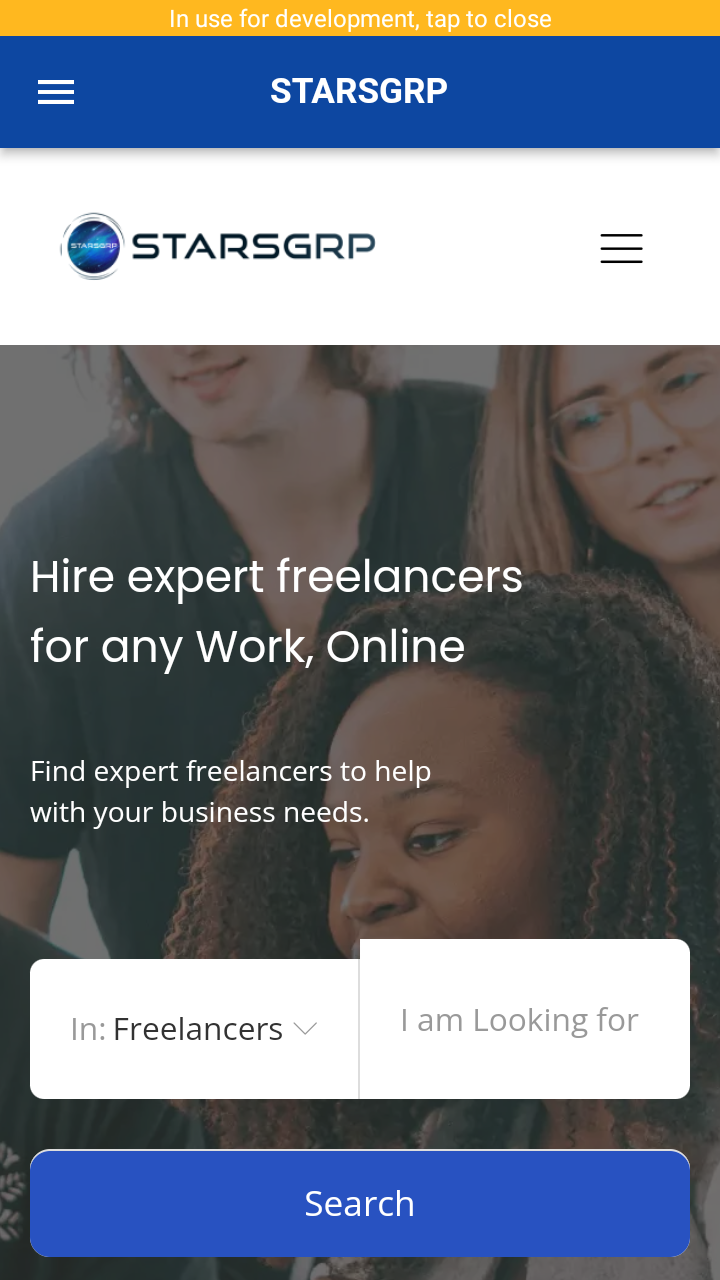 In use for development, tap to close
STARSGRP
STARSGRP
STARSGRP
Hire expert freelancers
for any Work, Online
Find expert freelancers to help
with your business needs.
In: Freelancers
I am Looking for
Search